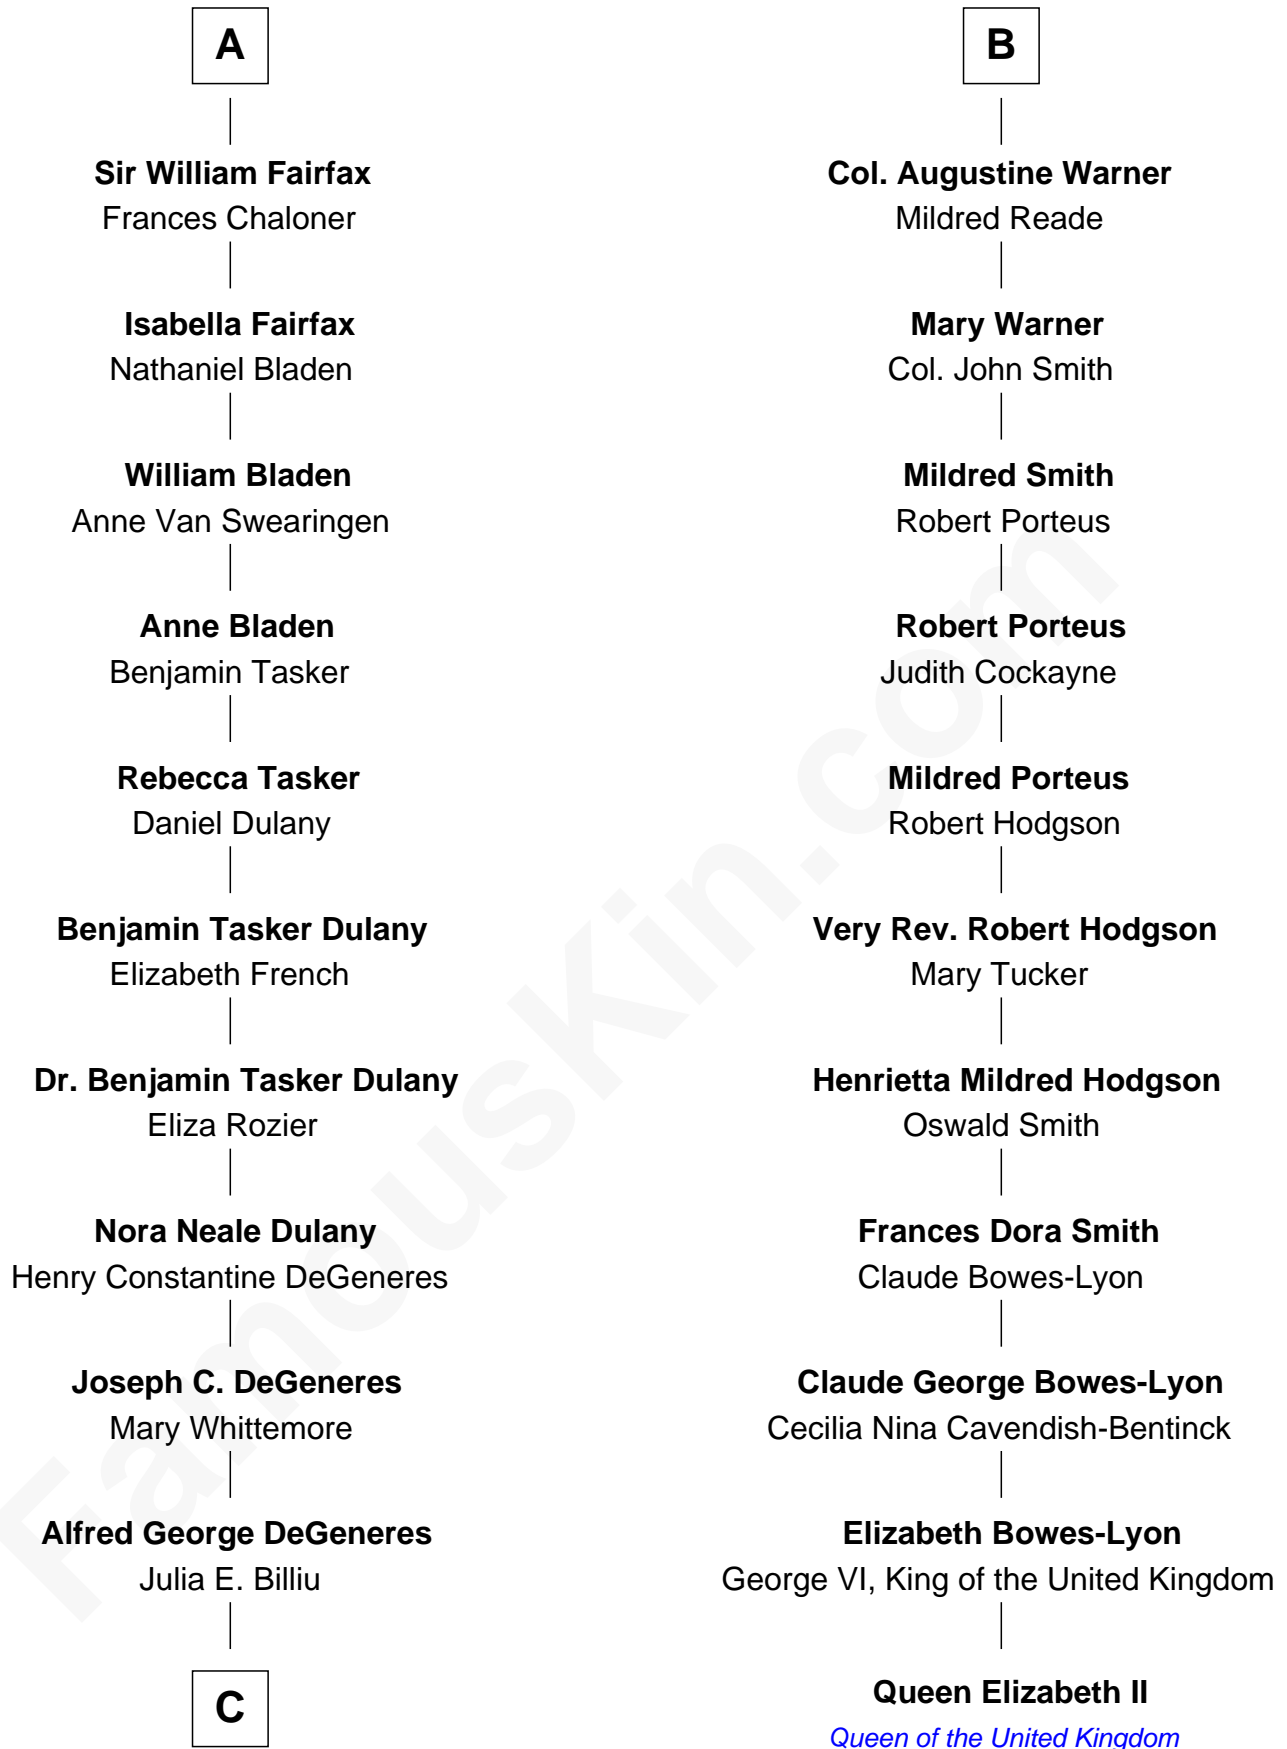 A
Sir William Fairfax
Frances Chaloner
Isabella Fairfax
Nathaniel Bladen
William Bladen
Anne Van Swearingen
Anne Bladen
Benjamin Tasker
Rebecca Tasker
Daniel Dulany
Benjamin Tasker Dulany
Elizabeth French
Dr. Benjamin Tasker Dulany
Eliza Rozier
Nora Neale Dulany
Henry Constantine DeGeneres
Joseph C. DeGeneres
Mary Whittemore
Alfred George DeGeneres
Julia E. Billiu
C
B
Col. Augustine Warner
Mildred Reade
Mary Warner
Col. John Smith
Mildred Smith
Robert Porteus
Robert Porteus
Judith Cockayne
Mildred Porteus
Robert Hodgson
Very Rev. Robert Hodgson
Mary Tucker
Henrietta Mildred Hodgson
Oswald Smith
Frances Dora Smith
Claude Bowes-Lyon
Claude George Bowes-Lyon
Cecilia Nina Cavendish-Bentinck
Elizabeth Bowes-Lyon
George VI, King of the United Kingdom
Queen Elizabeth II
Queen of the United Kingdom
FamousKin.com